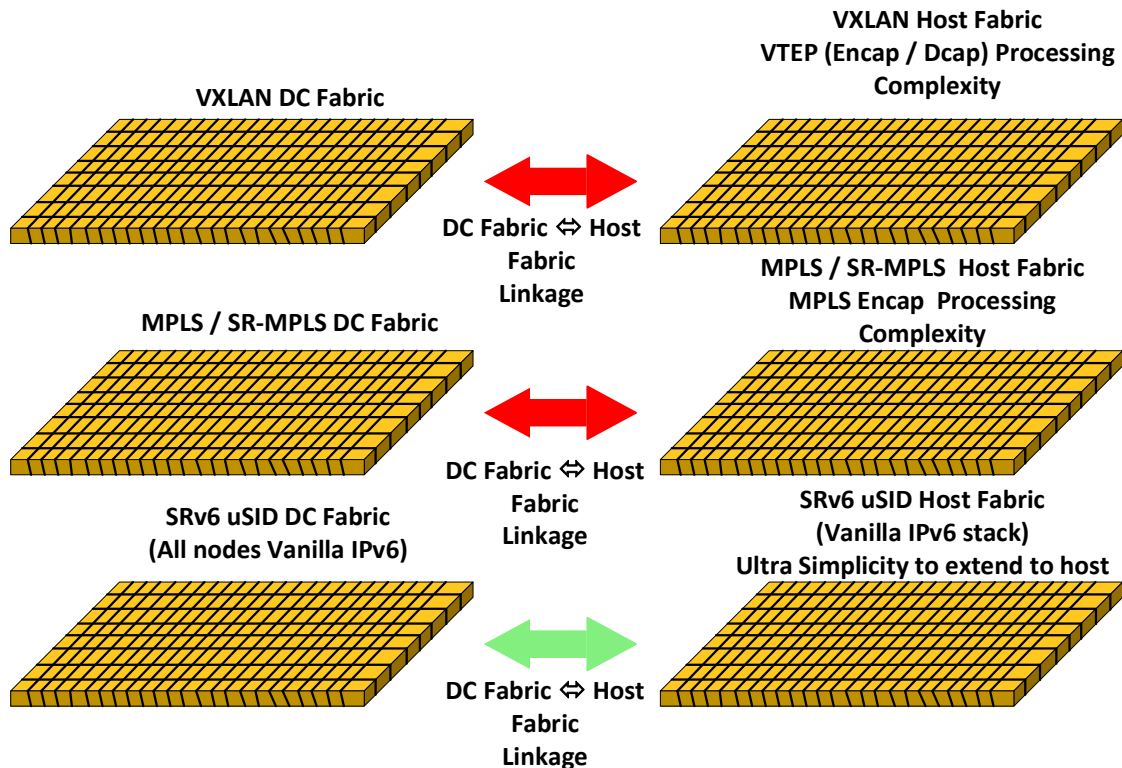 VXLAN DC Fabric
VXLAN Host Fabric
VTEP (Encap / Dcap) Processing
Complexity
DC Fabric ⇔ Host
Fabric
Linkage
MPLS / SR-MPLS DC Fabric
MPLS / SR-MPLS  Host Fabric
MPLS Encap  Processing
Complexity
DC Fabric ⇔ Host
Fabric
Linkage
SRv6 uSID DC Fabric
(All nodes Vanilla IPv6)
SRv6 uSID Host Fabric
(Vanilla IPv6 stack)
Ultra Simplicity to extend to host
DC Fabric ⇔ Host
Fabric
Linkage